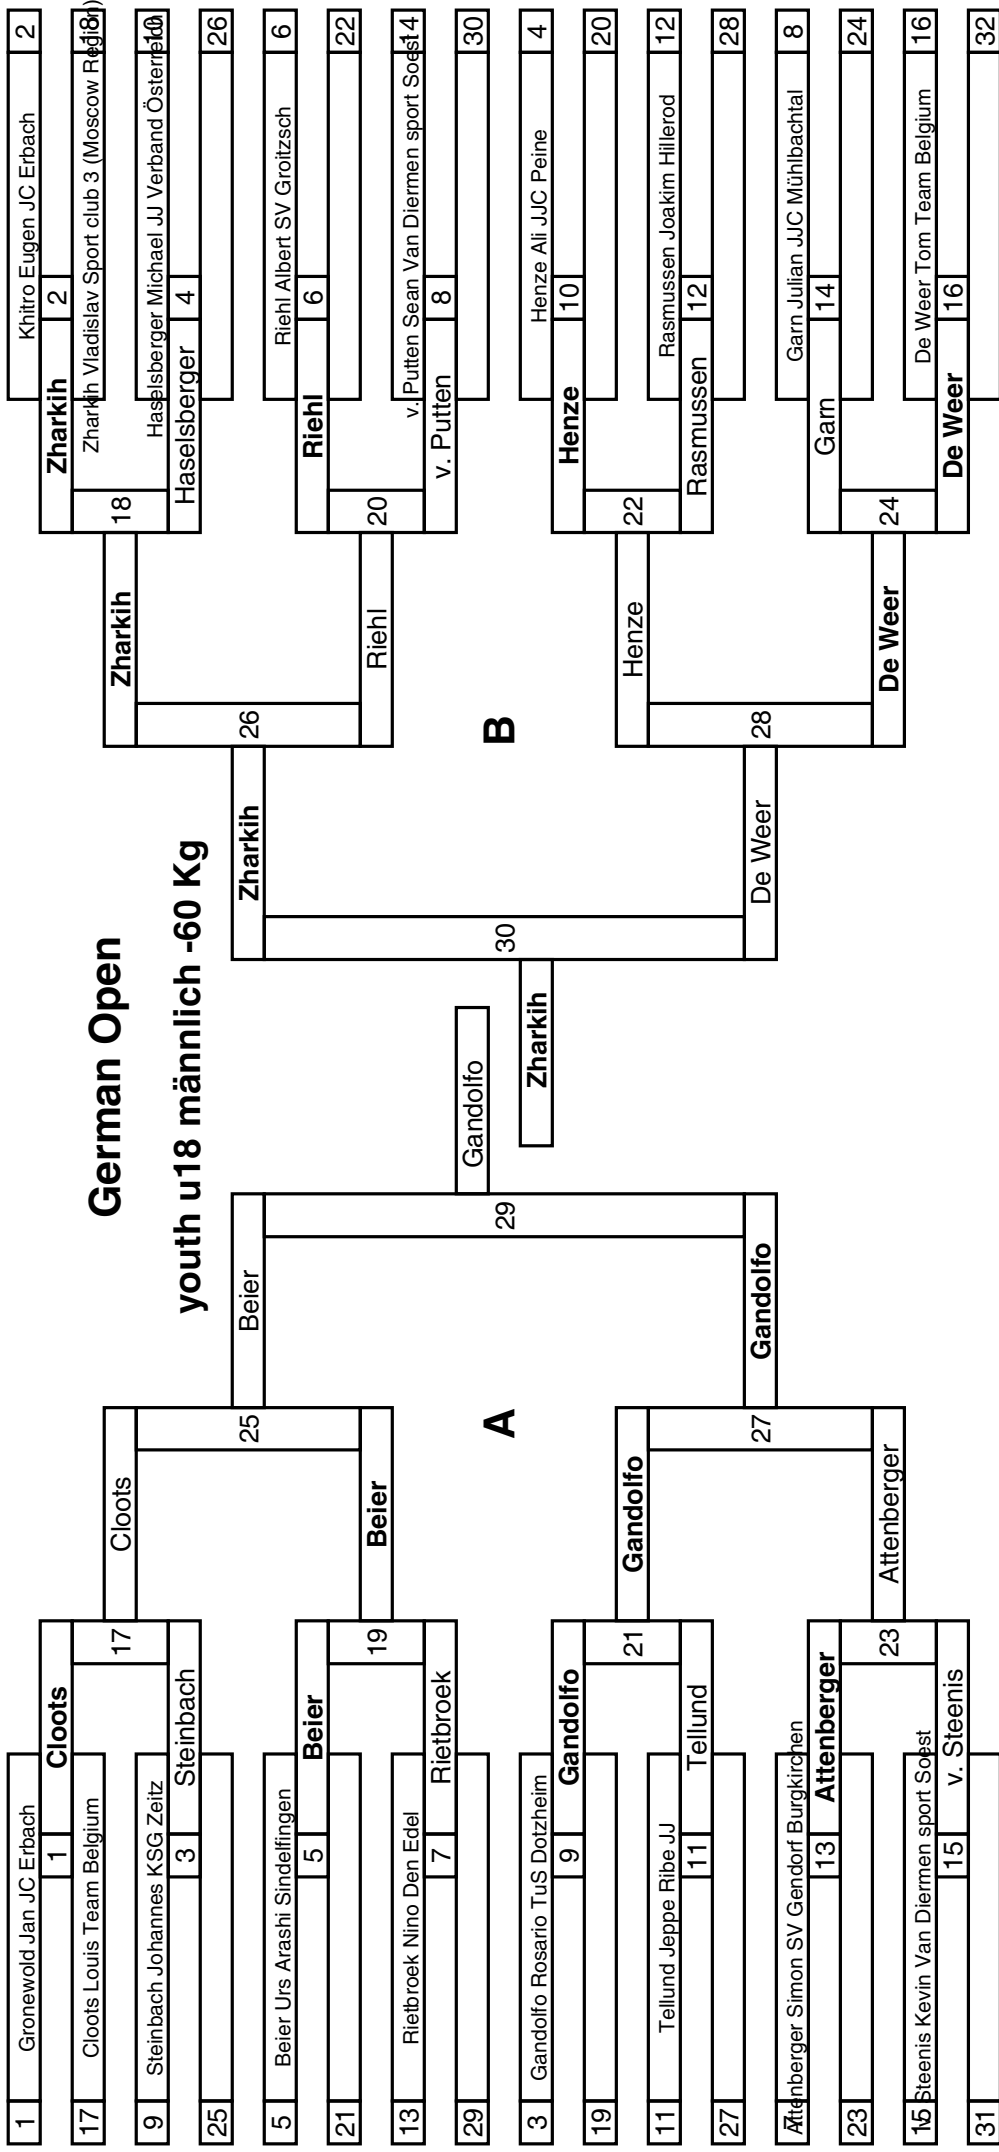 German Open
youth u18 männlich -60 Kg
A
B
1 Gronewold Jan JC Erbach
1 Cloots
17 Cloots Louis Team Belgium
17 Cloots
9 Steinbach Johannes KSG Zeitz
3 Steinbach
25
25 Beier
5 Beier Urs Arashi Sindelfingen
5 Beier
21
19 Beier
13 Rietbroek Nino Den Edel
7 Rietbroek
29
29 Gandolfo
3 Gandolfo Rosario TuS Dotzheim
9 Gandolfo
19
21 Gandolfo
11 Tellund Jeppe Ribe JJ
11 Tellund
27
27 Gandolfo
7 Attenberger Simon SV Gendorf Burgkirchen
13 Attenberger
23
23 Attenberger
15 v. Steenis Kevin Van Diermen sport Soest
15 v. Steenis
31
Khitro Eugen JC Erbach 2
Zharkih 2
Zharkih Vladislav Sport club 3 (Moscow Region) 18
Zharkih 18
Haselsberger Michael JJ Verband Österreich 10
Haselsberger 4
26
Zharkih 26
Riehl Albert SV Groitzsch 6
Riehl 6
22
Riehl 20
v. Putten Sean Van Diermen sport Soest 14
v. Putten 8
30
Zharkih 30
Henze Ali JJC Peine 4
Henze 10
20
Henze 22
Rasmussen Joakim Hillerod 12
Rasmussen 12
28
De Weer 28
Garn Julian JJC Mühlbachtal 8
Garn 14
24
De Weer 24
De Weer Tom Team Belgium 16
De Weer 16
32